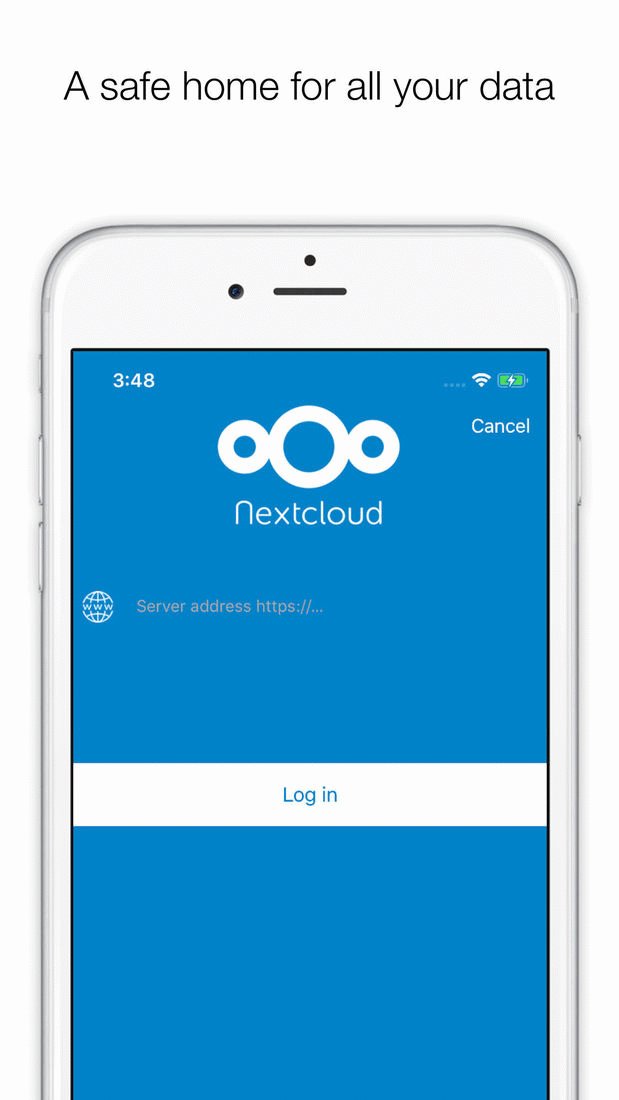 A safe home for all your data
3:48
Cancel
Nextcloud
www
Server address https://...
Log in